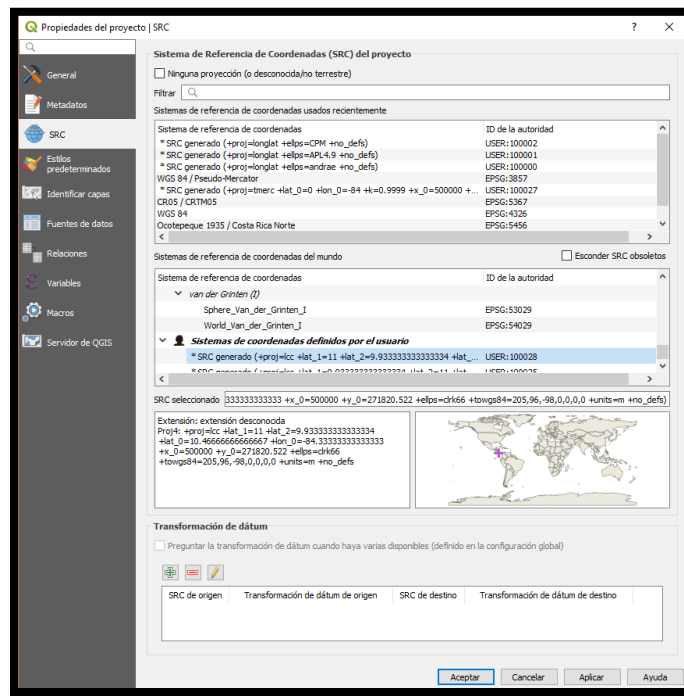 Propiedades del proyecto | SRC
General
Metadatos
SRC
Estilos
predeterminados
Identificar capas
Fuentes de datos
Relaciones
Variables
Macros
Servidor de QGIS
Sistema de Referencia de Coordenadas (SRC) del proyecto
Ninguna proyección (o desconocida/no terrestre)
Filtrar
Sistemas de referencia de coordenadas usados recientemente
Sistema de referencia de coordenadas ID de la autoridad
* SRC generado (+proj=longlat +ellps=CPM +no_defs) USER:100002
* SRC generado (+proj=longlat +ellps=APL4.9 +no_defs) USER:100001
* SRC generado (+proj=longlat +ellps=andrae +no_defs) USER:100000
WGS 84 / Pseudo-Mercator EPSG:3857
* SRC generado (+proj=tmerc +lat_0=0 +lon_0=-84 +k=0.9999 +x_0=500000 +... USER:100027
CR05 / CRTM05 EPSG:5367
WGS 84 EPSG:4326
Ocotepeque 1935 / Costa Rica Norte EPSG:5456
Sistemas de referencia de coordenadas del mundo Esconder SRC obsoletos
Sistema de referencia de coordenadas ID de la autoridad
van der Grinten (I)
Sphere_Van_der_Grinten_I EPSG:53029
World_Van_der_Grinten_I EPSG:54029
Sistemas de coordenadas definidos por el usuario
* SRC generado (+proj=lcc +lat_1=11 +lat_2=9.933333333333334 +lat_... USER:100028
SRC seleccionado 333333333333 +x_0=500000 +y_0=271820.522 +ellps=clrk66 +towgs84=205,96,-98,0,0,0,0 +units=m +no_defs)
Extensión: extensión desconocida
Proj4: +proj=lcc +lat_1=11 +lat_2=9.933333333333334
+lat_0=10.46666666666667 +lon_0=-84.33333333333333
+x_0=500000 +y_0=271820.522 +ellps=clrk66
+towgs84=205,96,-98,0,0,0,0 +units=m +no_defs
Transformación de dátum
Preguntar la transformación de dátum cuando haya varias disponibles (definido en la configuración global)
SRC de origen Transformación de dátum de origen SRC de destino Transformación de dátum de destino
Aceptar Cancelar Aplicar Ayuda